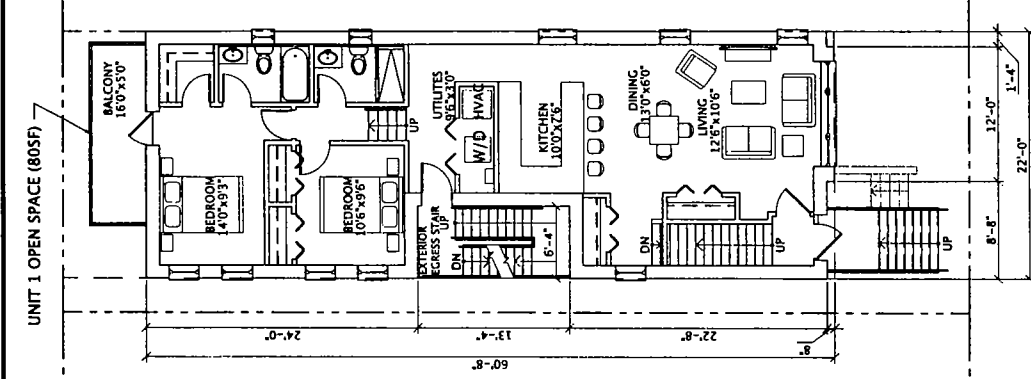 UNIT 1 OPEN SPACE (80SF)
BALCONY
16'0"x5'0"
BEDROOM
14'0"x9'3"
BEDROOM
10'6"x9'6"
UP
UTILITES
9'6"x3'0"
W/D
HVAC
KITCHEN
10'0"x7'6"
DINING
13'0"x6'0"
LIVING
12'6"x10'6"
EXTERIOR
EGRESS STAIR
DN
UP
6'-4"
DN
UP
UP
24'-0"
13'-4"
22'-8"
8"
60'-8"
8'-8"
12'-0"
1'-4"
22'-0"